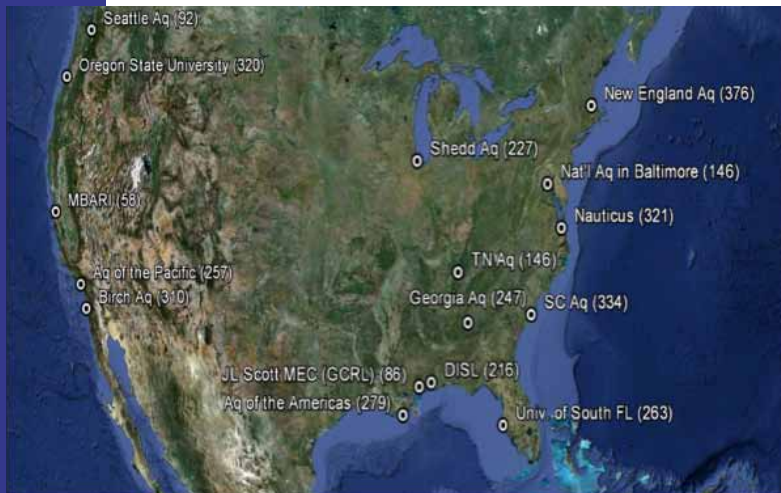 Seattle Aq (92)
Oregon State University (320)
New England Aq (376)
Shedd Aq (227)
Nat'l Aq in Baltimore (146)
MBARI (58)
Nauticus (321)
TN Aq (146)
Aq of the Pacific (257)
Birch Aq (310)
Georgia Aq (247)
SC Aq (334)
JL Scott MEC (GCRL) (86)
DISL (216)
Aq of the Americas (279)
Univ. of South FL (263)